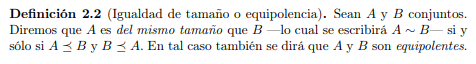 Definición 2.2 (Igualdad de tamaño o equipolencia). Sean A y B conjuntos.
Diremos que A es del mismo tamaño que B —lo cual se escribirá A ∼ B— si y
sólo si A ⪯ B y B ⪯ A. En tal caso también se dirá que A y B son equipolentes.